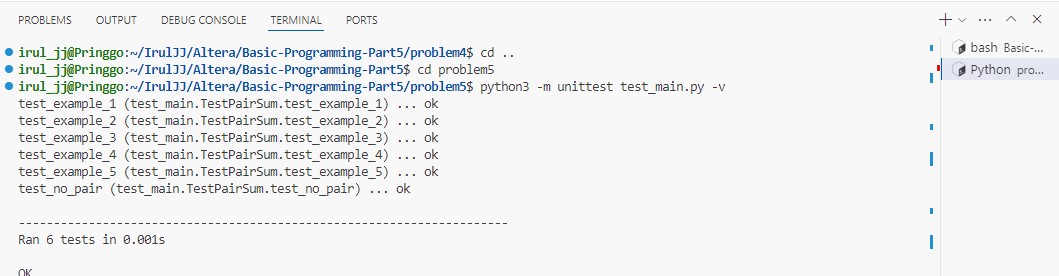 PROBLEMS OUTPUT DEBUG CONSOLE TERMINAL PORTS
irul_jj@Pringgo:~/IrulJJ/Altera/Basic-Programming-Part5/problem4$ cd ..
irul_jj@Pringgo:~/IrulJJ/Altera/Basic-Programming-Part5$ cd problem5
irul_jj@Pringgo:~/IrulJJ/Altera/Basic-Programming-Part5/problem5$ python3 -m unittest test_main.py -v
test_example_1 (test_main.TestPairSum.test_example_1) ... ok
test_example_2 (test_main.TestPairSum.test_example_2) ... ok
test_example_3 (test_main.TestPairSum.test_example_3) ... ok
test_example_4 (test_main.TestPairSum.test_example_4) ... ok
test_example_5 (test_main.TestPairSum.test_example_5) ... ok
test_no_pair (test_main.TestPairSum.test_no_pair) ... ok
----------------------------------------------------------------------
Ran 6 tests in 0.001s
OK
bash Basic-...
Python pro...